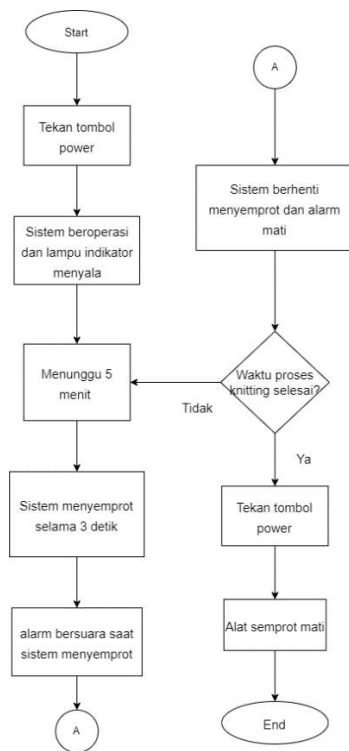 Start
Tekan tombol
power
Sistem beroperasi
dan lampu indikator
menyala
Menunggu 5
menit
Sistem menyemprot
selama 3 detik
alarm bersuara saat
sistem menyemprot
A
A
Sistem berhenti
menyemprot dan alarm
mati
Waktu proses
knitting selesai?
Tidak
Ya
Tekan tombol
power
Alat semprot mati
End